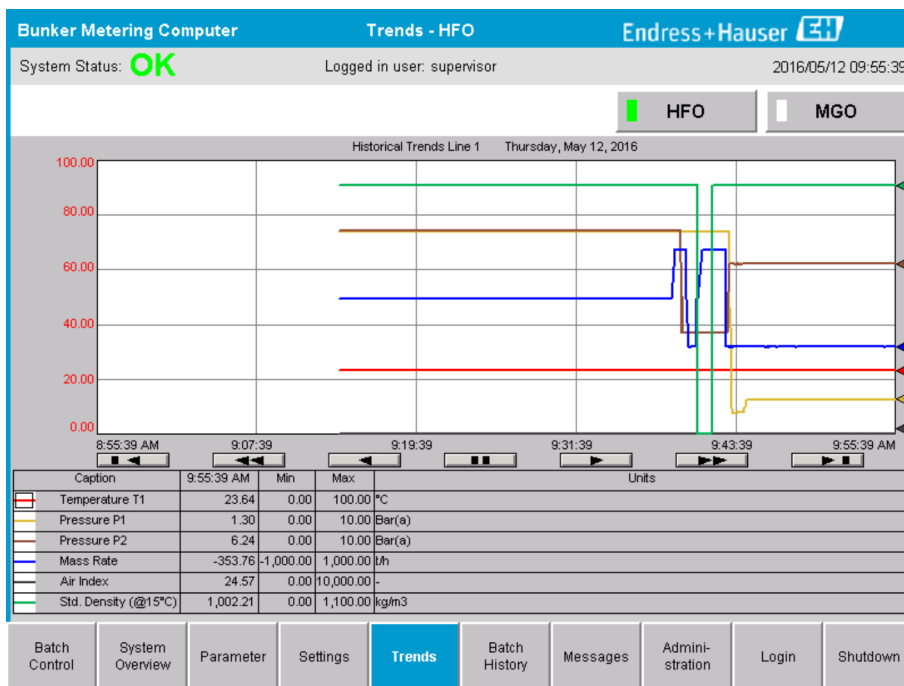 Bunker Metering Computer Trends - HFO Endress+Hauser EH
System Status: OK Logged in user: supervisor 2016/05/12 09:55:39
HFO MGO
Historical Trends Line 1 Thursday, May 12, 2016
100.00
80.00
60.00
40.00
20.00
0.00
8:55:39 AM 9:07:39 9:19:39 9:31:39 9:43:39 9:55:39 AM
Caption 9:55:39 AM Min Max Units
Temperature T1 23.64 0.00 100.00 °C
Pressure P1 1.30 0.00 10.00 Bar(a)
Pressure P2 6.24 0.00 10.00 Bar(a)
Mass Rate -353.76 -1,000.00 1,000.00 t/h
Air Index 24.57 0.00 10,000.00 -
Std. Density (@15°C) 1,002.21 0.00 1,100.00 kg/m3
Batch Control System Overview Parameter Settings Trends Batch History Messages Admini-stration Login Shutdown